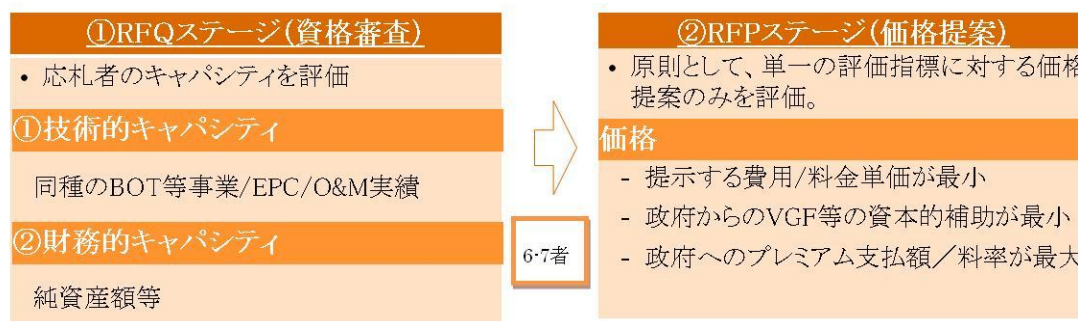 ①RFQステージ(資格審査)
• 応札者のキャパシティを評価
①技術的キャパシティ
同種のBOT等事業/EPC/O&M実績
②財務的キャパシティ
純資産額等
6-7者
②RFPステージ(価格提案)
• 原則として、単一の評価指標に対する価格
提案のみを評価。
価格
- 提示する費用/料金単価が最小
- 政府からのVGF等の資本的補助が最小
- 政府へのプレミアム支払額／料率が最大